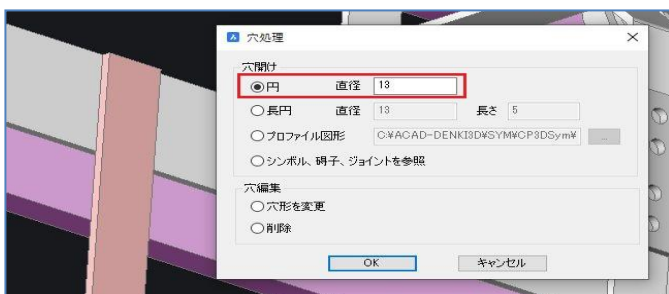 穴処理
穴開け
円 直径 13
長円 直径 13 長さ 5
プロファイル図形 C:¥ACAD-DENKI3D¥SYM¥CP3DSym¥ ...
シンボル、碍子、ジョイントを参照
穴編集
穴形を変更
削除
OK キャンセル